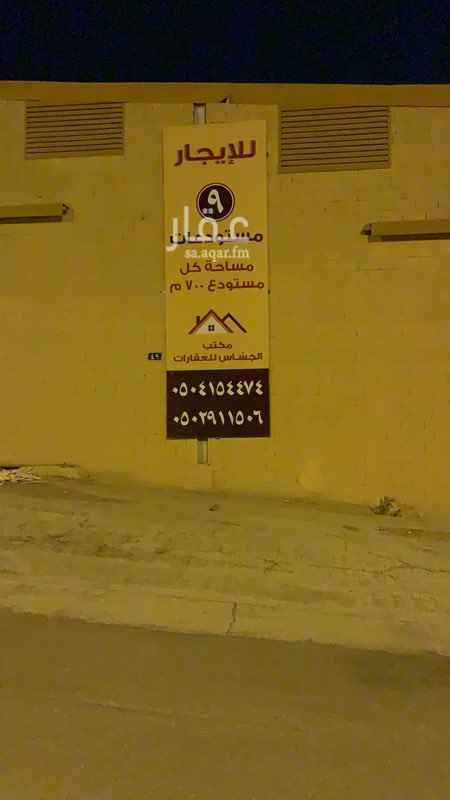 للإيجار
٩
مستودعات
عقار
sa.aqar.fm
مساحة كل
مستودع ٧٠٠ م
مكتب
الجساس للعقارات
٠٥٠٤١٥٤٤٧٤
٠٥٠٢٩١١٥٠٦